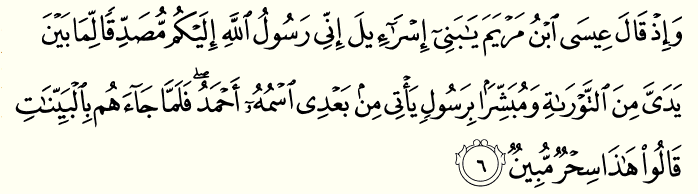 وَإِذۡ قَالَ عِيسَى ٱبۡنُ مَرۡيَمَ يَٰبَنِيٓ إِسۡرَٰٓءِيلَ إِنِّي رَسُولُ ٱللَّهِ إِلَيۡكُم مُّصَدِّقٗا لِّمَا بَيۡنَ
يَدَيَّ مِنَ ٱلتَّوۡرَىٰةِ وَمُبَشِّرَۢا بِرَسُولٖ يَأۡتِي مِنۢ بَعۡدِي ٱسۡمُهُۥٓ أَحۡمَدُۖ فَلَمَّا جَآءَهُم بِٱلۡبَيِّنَٰتِ
قَالُواْ هَٰذَا سِحۡرٞ مُّبِينٞ ٦